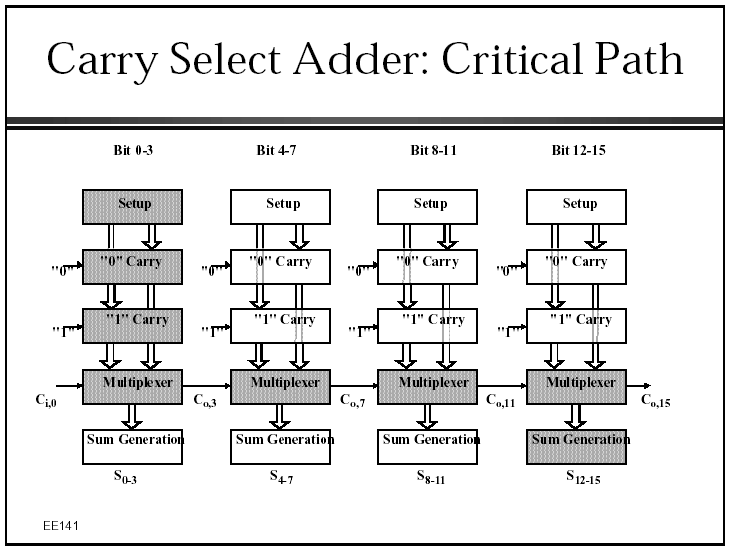 Carry Select Adder: Critical Path
Bit 0-3 Bit 4-7 Bit 8-11 Bit 12-15
Setup Setup Setup Setup
"0" "0" Carry "0" "0" Carry "0" "0" Carry "0" "0" Carry
"1" "1" Carry "1" "1" Carry "1" "1" Carry "1" "1" Carry
Multiplexer Multiplexer Multiplexer Multiplexer
Ci,0 Co,3 Co,7 Co,11 Co,15
Sum Generation Sum Generation Sum Generation Sum Generation
S0-3 S4-7 S8-11 S12-15
EE141